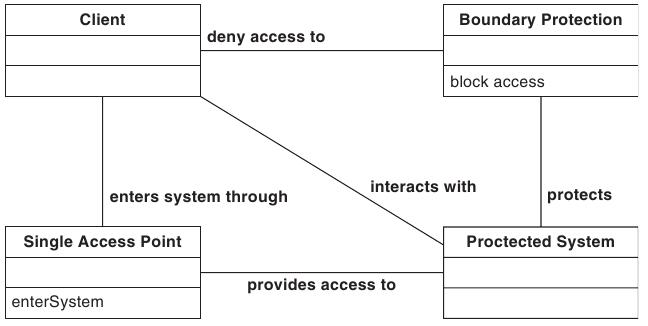 Client
Boundary Protection
deny access to
block access
interacts with
protects
enters system through
Single Access Point
Proctected System
provides access to
enterSystem